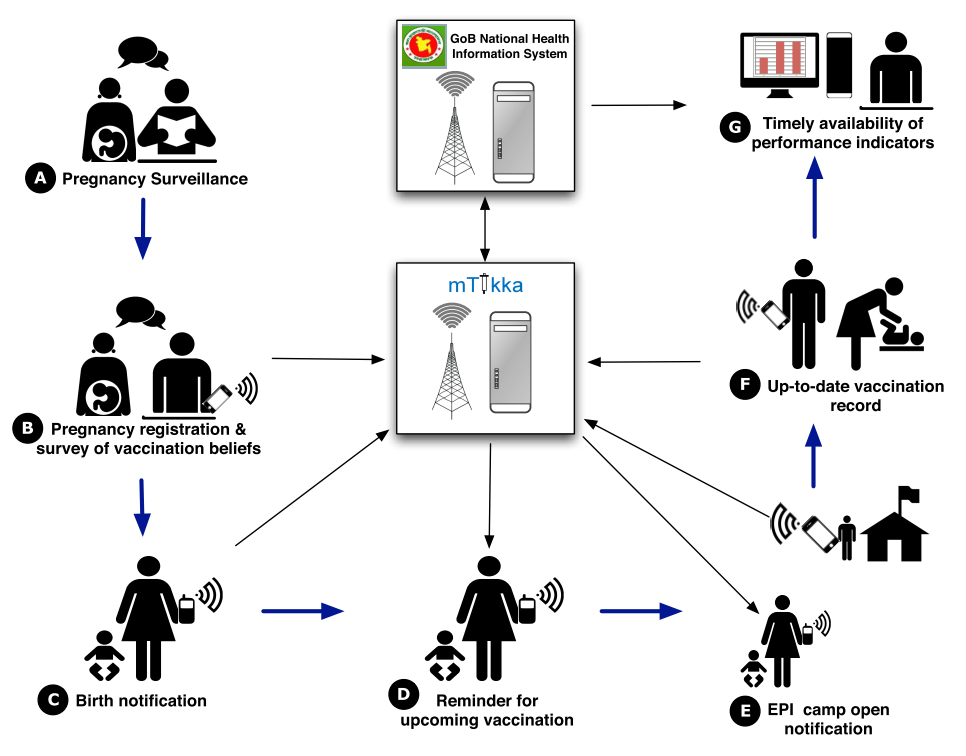 GoB National Health
Information System
A Pregnancy Surveillance
G Timely availability of
performance indicators
mTikka
B Pregnancy registration &
survey of vaccination beliefs
F Up-to-date vaccination
record
C Birth notification
D Reminder for
upcoming vaccination
E EPI camp open
notification